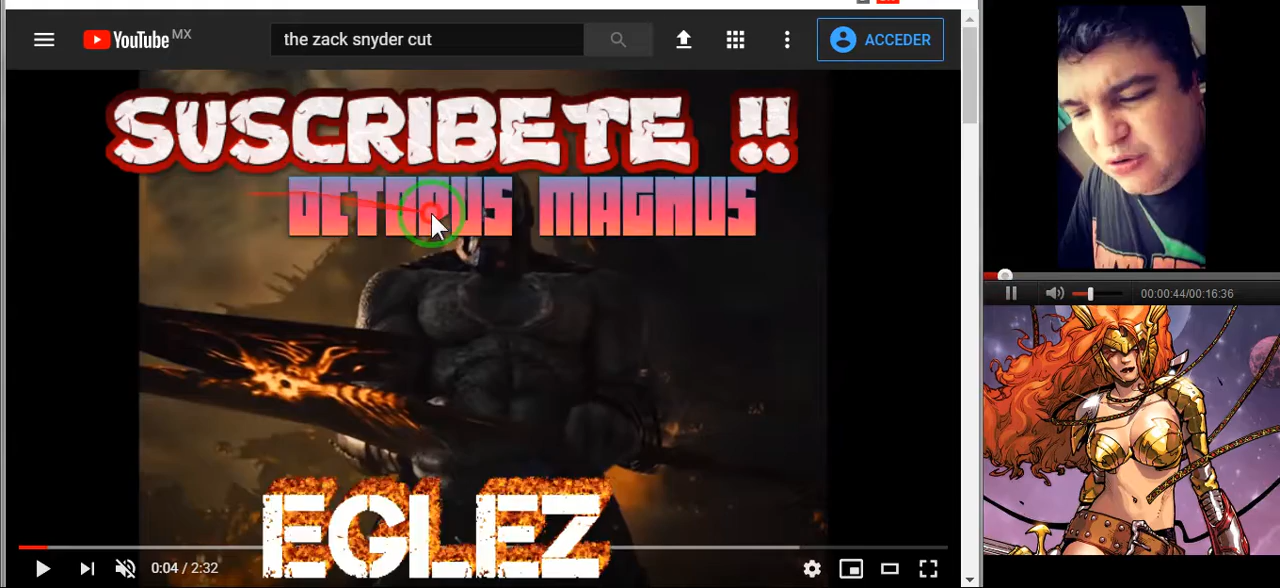 YouTube MX
the zack snyder cut
ACCEDER
SUSCRIBETE !!
OCTAVUS MAGNUS
EGLEZ
0:04 / 2:32
00:00:44/00:16:36